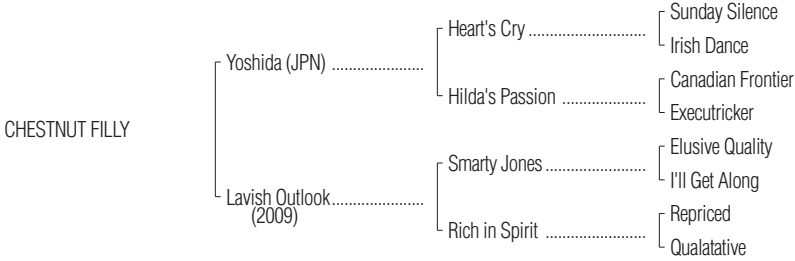 Sunday Silence
Heart's Cry ............................
Irish Dance
Yoshida (JPN) ......................
Canadian Frontier
Hilda's Passion ....................
Executricker
CHESTNUT FILLY
Elusive Quality
Smarty Jones ........................
I'll Get Along
Lavish Outlook......................
(2009)
Repriced
Rich in Spirit ........................
Qualatative